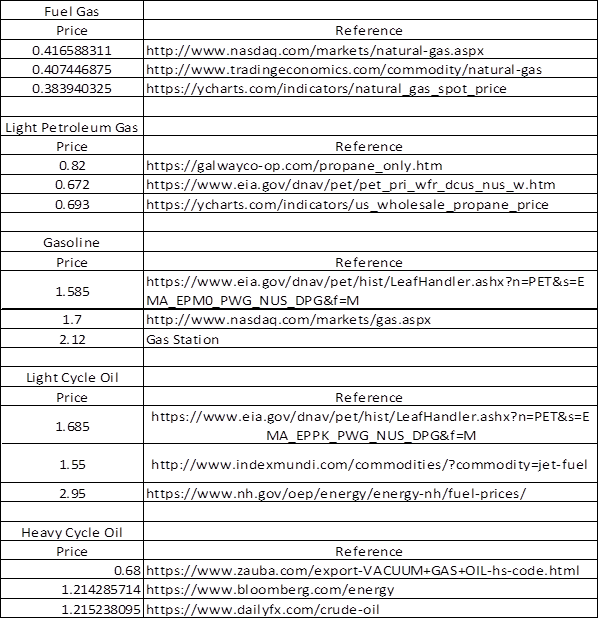 Fuel Gas
Price Reference
0.416588311 http://www.nasdaq.com/markets/natural-gas.aspx
0.407446875 http://www.tradingeconomics.com/commodity/natural-gas
0.383940325 https://ycharts.com/indicators/natural_gas_spot_price
Light Petroleum Gas
Price Reference
0.82 https://galwayco-op.com/propane_only.htm
0.672 https://www.eia.gov/dnav/pet/pet_pri_wfr_dcus_nus_w.htm
0.693 https://ycharts.com/indicators/us_wholesale_propane_price
Gasoline
Price Reference
1.585 https://www.eia.gov/dnav/pet/hist/LeafHandler.ashx?n=PET&s=E
MA_EPM0_PWG_NUS_DPG&f=M
1.7 http://www.nasdaq.com/markets/gas.aspx
2.12 Gas Station
Light Cycle Oil
Price Reference
1.685 https://www.eia.gov/dnav/pet/hist/LeafHandler.ashx?n=PET&s=E
MA_EPPK_PWG_NUS_DPG&f=M
1.55 http://www.indexmundi.com/commodities/?commodity=jet-fuel
2.95 https://www.nh.gov/oep/energy/energy-nh/fuel-prices/
Heavy Cycle Oil
Price Reference
0.68 https://www.zauba.com/export-VACUUM+GAS+OIL-hs-code.html
1.214285714 https://www.bloomberg.com/energy
1.215238095 https://www.dailyfx.com/crude-oil